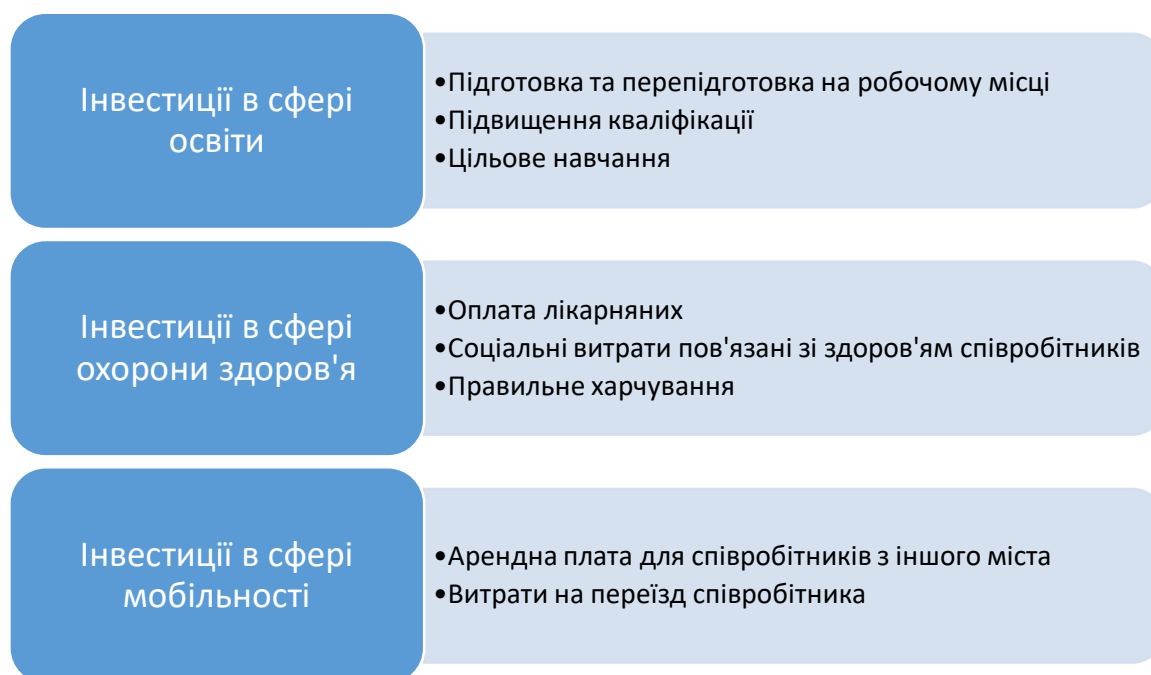 Інвестиції в сфері
освіти
•Підготовка та перепідготовка на робочому місці
•Підвищення кваліфікації
•Цільове навчання
Інвестиції в сфері
охорони здоров'я
•Оплата лікарняних
•Соціальні витрати пов'язані зі здоров'ям співробітників
•Правильне харчування
Інвестиції в сфері
мобільності
•Арендна плата для співробітників з іншого міста
•Витрати на переїзд співробітника